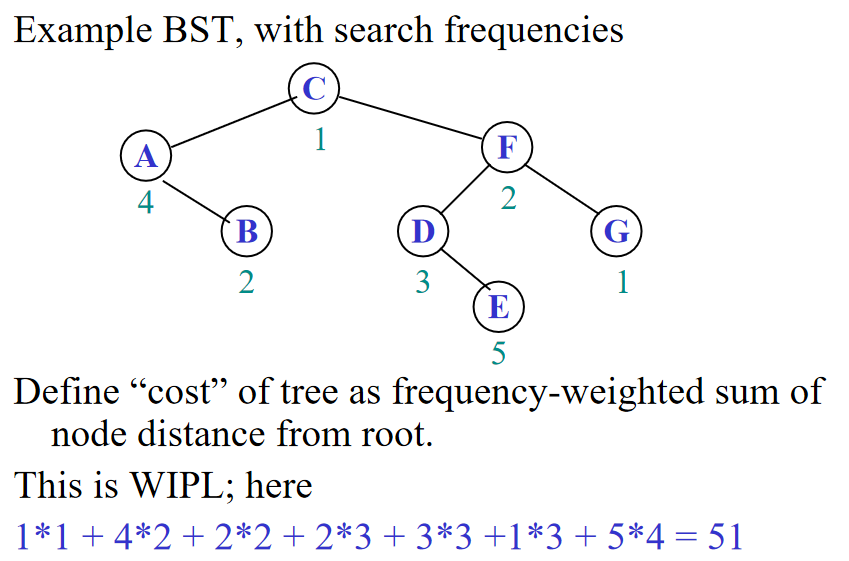 Example BST, with search frequencies
C
1
A
F
4
2
B
D
G
2
3
1
E
5
Define “cost” of tree as frequency-weighted sum of
node distance from root.
This is WIPL; here
1*1 + 4*2 + 2*2 + 2*3 + 3*3 +1*3 + 5*4 = 51